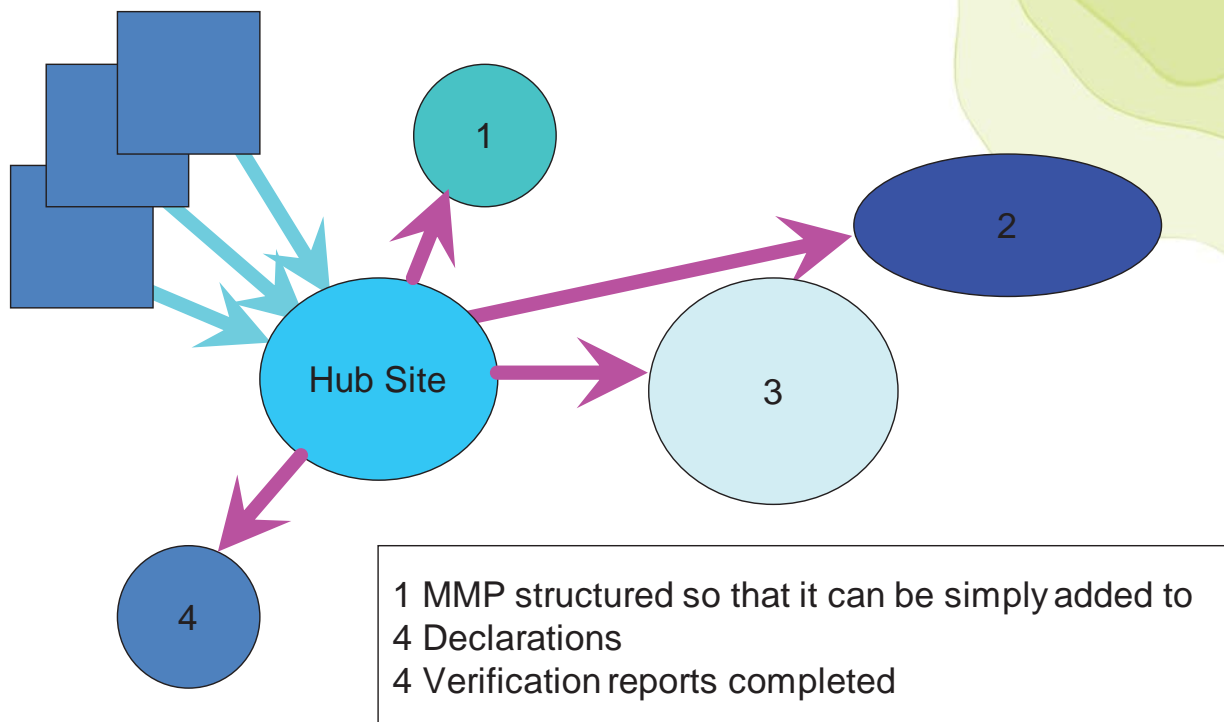 1
2
Hub Site
3
4
1 MMP structured so that it can be simply added to
4 Declarations
4 Verification reports completed